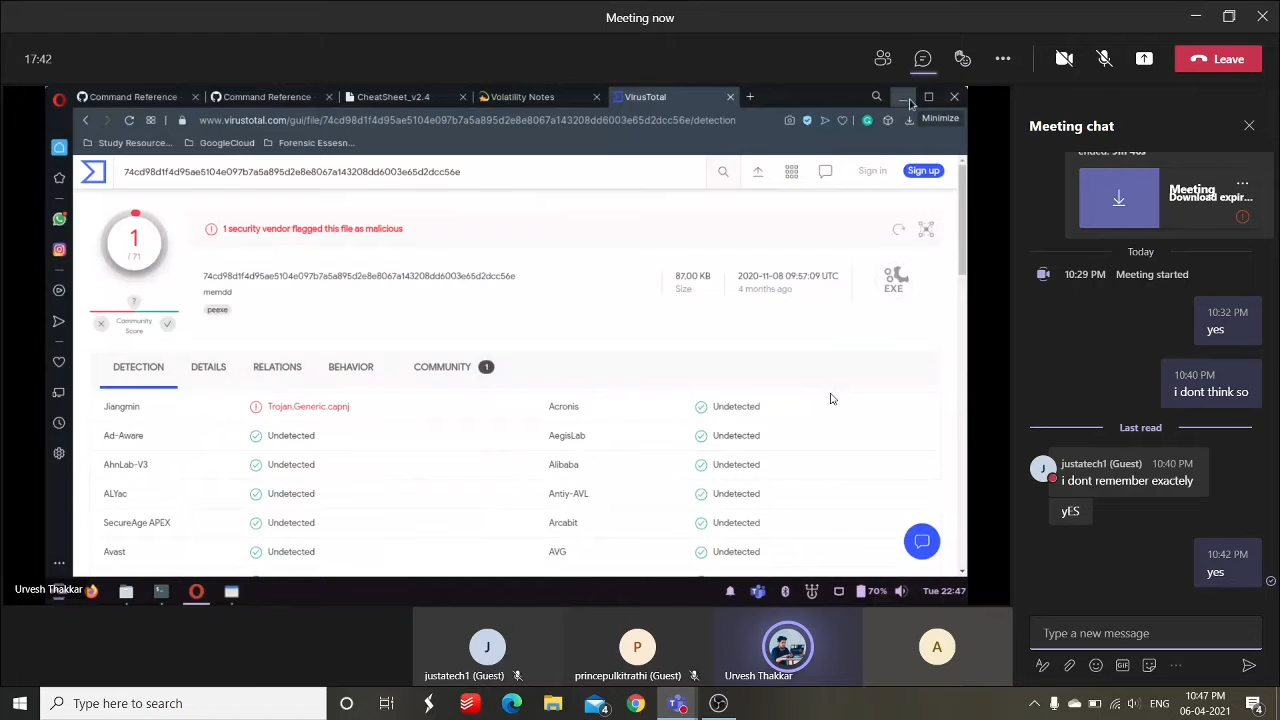 Meeting now
17:42
Leave
Command Reference
Command Reference
CheatSheet_v2.4
Volatility Notes
VirusTotal
www.virustotal.com/gui/file/74cd98d1f4d95ae5104e097b7a5a895d2e8e8067a143208dd6003e65d2dcc56e/detection
Minimize
Study Resource...
GoogleCloud
Forensic Essesn...
74cd98d1f4d95ae5104e097b7a5a895d2e8e8067a143208dd6003e65d2dcc56e
Sign in
Sign up
1
/ 71
1 security vendor flagged this file as malicious
74cd98d1f4d95ae5104e097b7a5a895d2e8e8067a143208dd6003e65d2dcc56e
memdd
peexe
87.00 KB
Size
2020-11-08 09:57:09 UTC
4 months ago
EXE
?
Community
Score
DETECTION
DETAILS
RELATIONS
BEHAVIOR
COMMUNITY 1
Jiangmin
Trojan.Generic.capnj
Acronis
Undetected
Ad-Aware
Undetected
AegisLab
Undetected
AhnLab-V3
Undetected
Alibaba
Undetected
ALYac
Undetected
Antiy-AVL
Undetected
SecureAge APEX
Undetected
Arcabit
Undetected
Avast
Undetected
AVG
Undetected
Urvesh Thakkar
70%
Tue 22:47
Meeting chat
Meeting
Download expir...
Today
10:29 PM Meeting started
10:32 PM
yes
10:40 PM
i dont think so
Last read
J
justatech1 (Guest) 10:40 PM
i dont remember exactely
yES
10:42 PM
yes
Type a new message
GIF
J
justatech1 (Guest)
P
princepulkitrathi (Guest)
Urvesh Thakkar
A
Type here to search
4
10:47 PM
06-04-2021
4